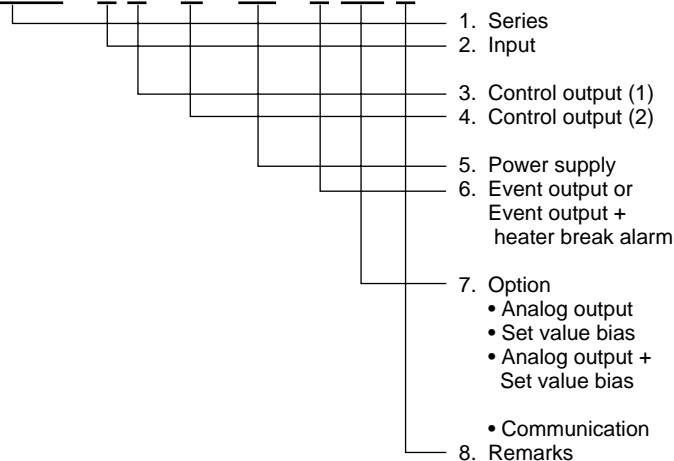 1. Series
2. Input
3. Control output (1)
4. Control output (2)
5. Power supply
6. Event output or
Event output +
heater break alarm
7. Option
• Analog output
• Set value bias
• Analog output +
Set value bias
• Communication
8. Remarks